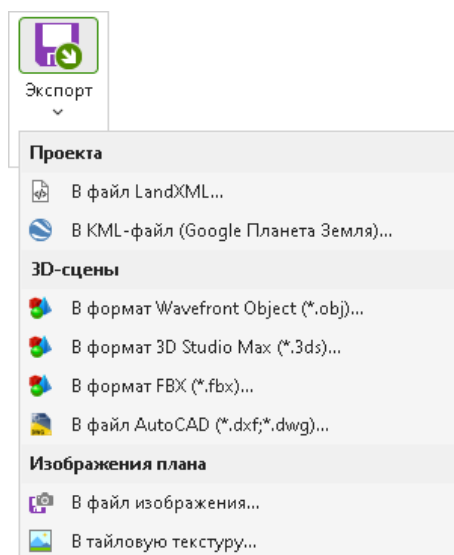 Экспорт
Проекта
В файл LandXML...
В KML-файл (Google Планета Земля)...
3D-сцены
В формат Wavefront Object (*.obj)...
В формат 3D Studio Max (*.3ds)...
В формат FBX (*.fbx)...
В файл AutoCAD (*.dxf;*.dwg)...
Изображения плана
В файл изображения...
В тайловую текстуру...